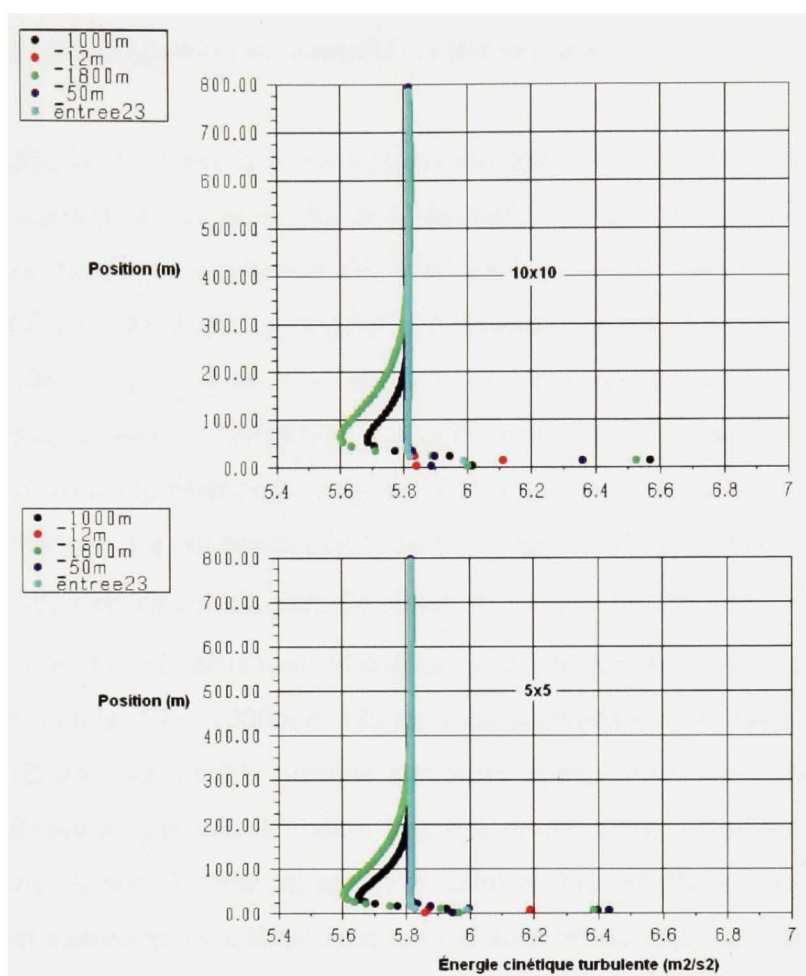 _1000m
_12m
_1800m
_50m
entree23
800.00
700.00
600.00
500.00
Position (m)
400.00
10x10
300.00
200.00
100.00
0.00
5.4
5.6
5.8
6
6.2
6.4
6.6
6.8
7
_1000m
_12m
_1800m
_50m
entree23
800.00
700.00
600.00
500.00
Position (m)
5x5
400.00
300.00
200.00
100.00
0.00
5.4
5.6
5.8
6
6.2
6.4
6.6
6.8
7
Énergie cinétique turbulente (m2/s2)